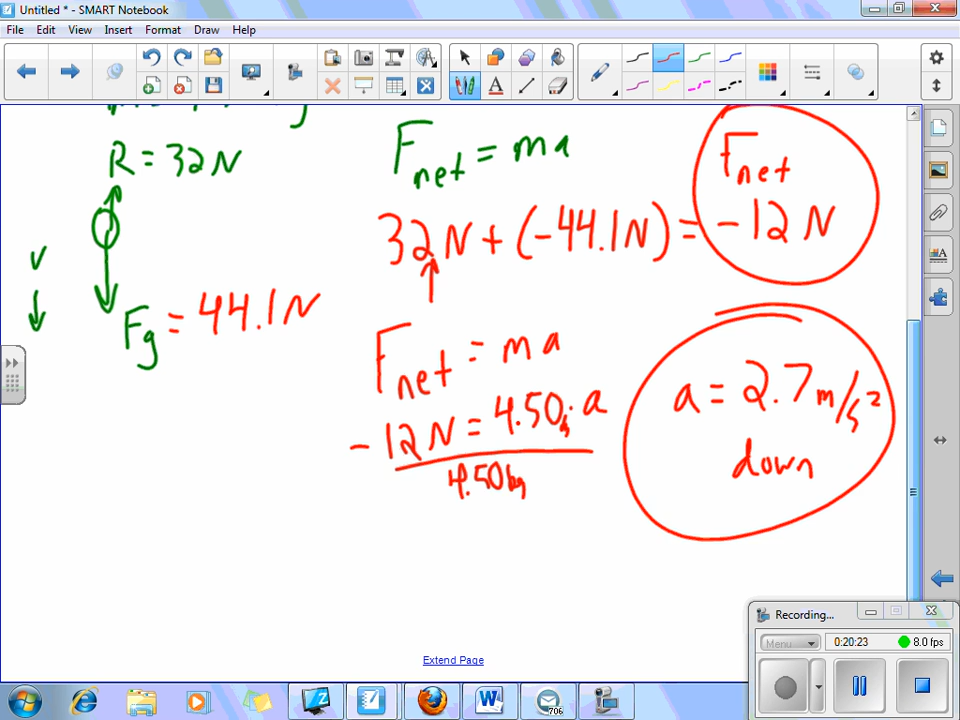 Untitled * - SMART Notebook
File Edit View Insert Format Draw Help
R = 32N
v
Fg = 44.1N
Fnet = ma
32N + (-44.1N) =
Fnet
-12N
Fnet = ma
-12N = 4.50 · a
4.50kg
a = 2.7 m/s²
down
Extend Page
Recording...
Menu
0:20:23
8.0 fps
706